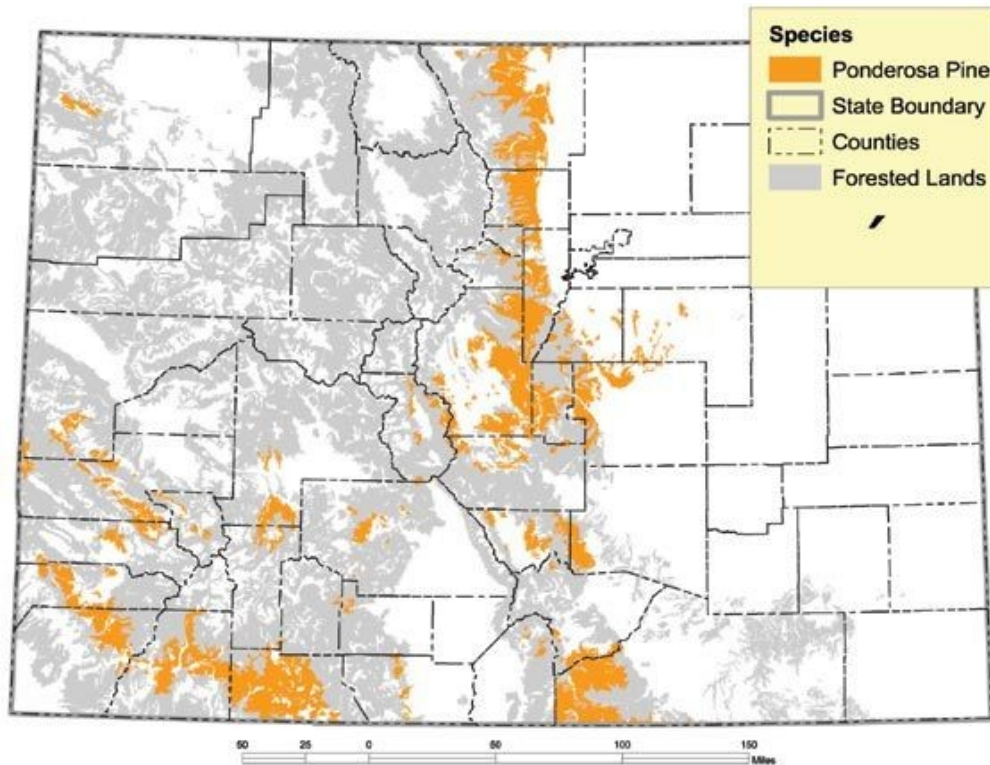 Species
Ponderosa Pine
State Boundary
Counties
Forested Lands
50 25 0 50 100 150
Miles